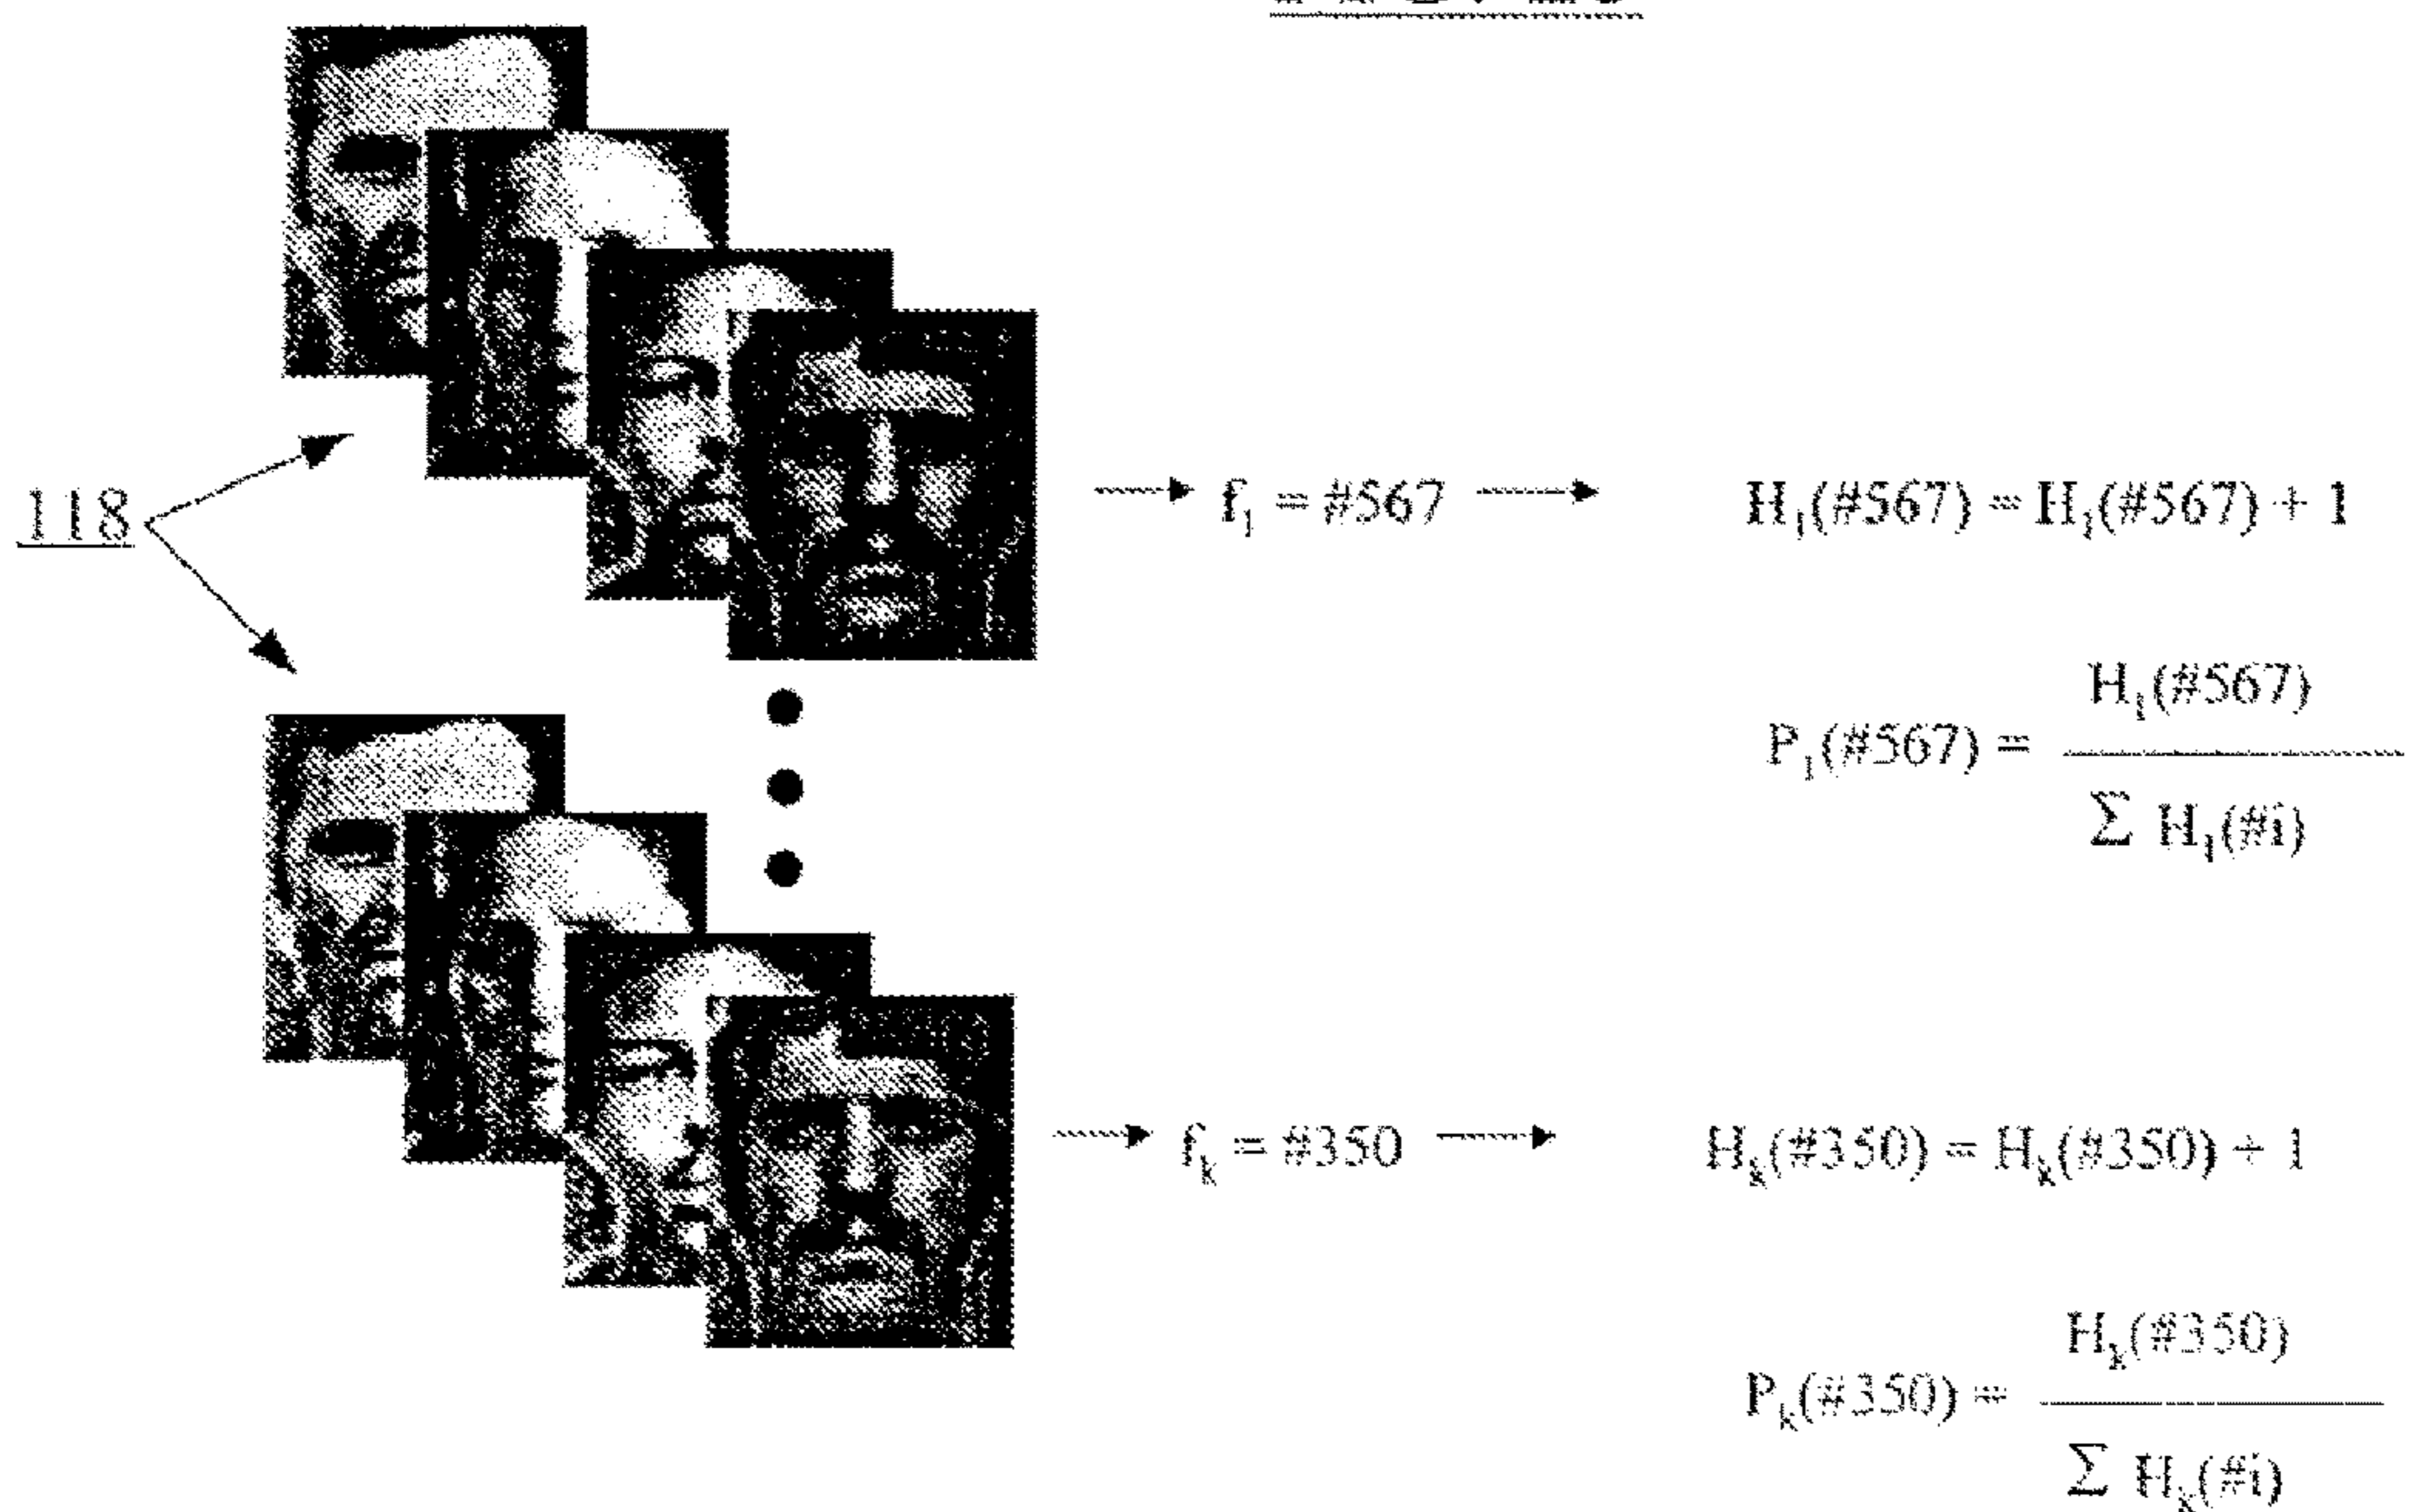 118
f₁ = #567
H₁(#567) = H₁(#567) + 1
P₁(#567) = H₁(#567) / Σ H₁(#i)
fₖ = #350
Hₖ(#350) = Hₖ(#350) + 1
Pₖ(#350) = Hₖ(#350) / Σ Hₖ(#i)